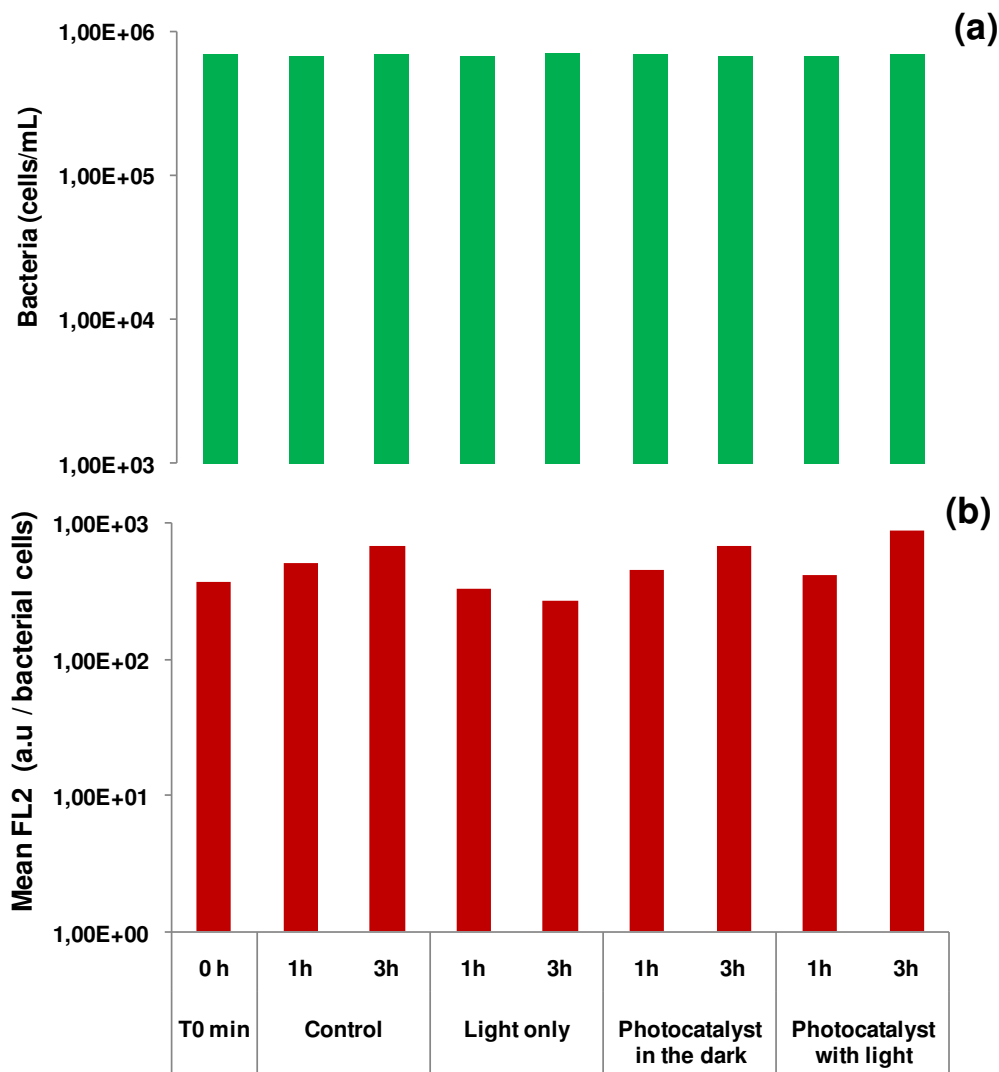 (a)
Bacteria (cells/mL)
1,00E+06
1,00E+05
1,00E+04
1,00E+03
(b)
Mean FL2 (a.u / bacterial cells)
1,00E+03
1,00E+02
1,00E+01
1,00E+00
0 h 1h 3h 1h 3h 1h 3h 1h 3h
T0 min Control Light only Photocatalyst Photocatalyst
in the dark with light